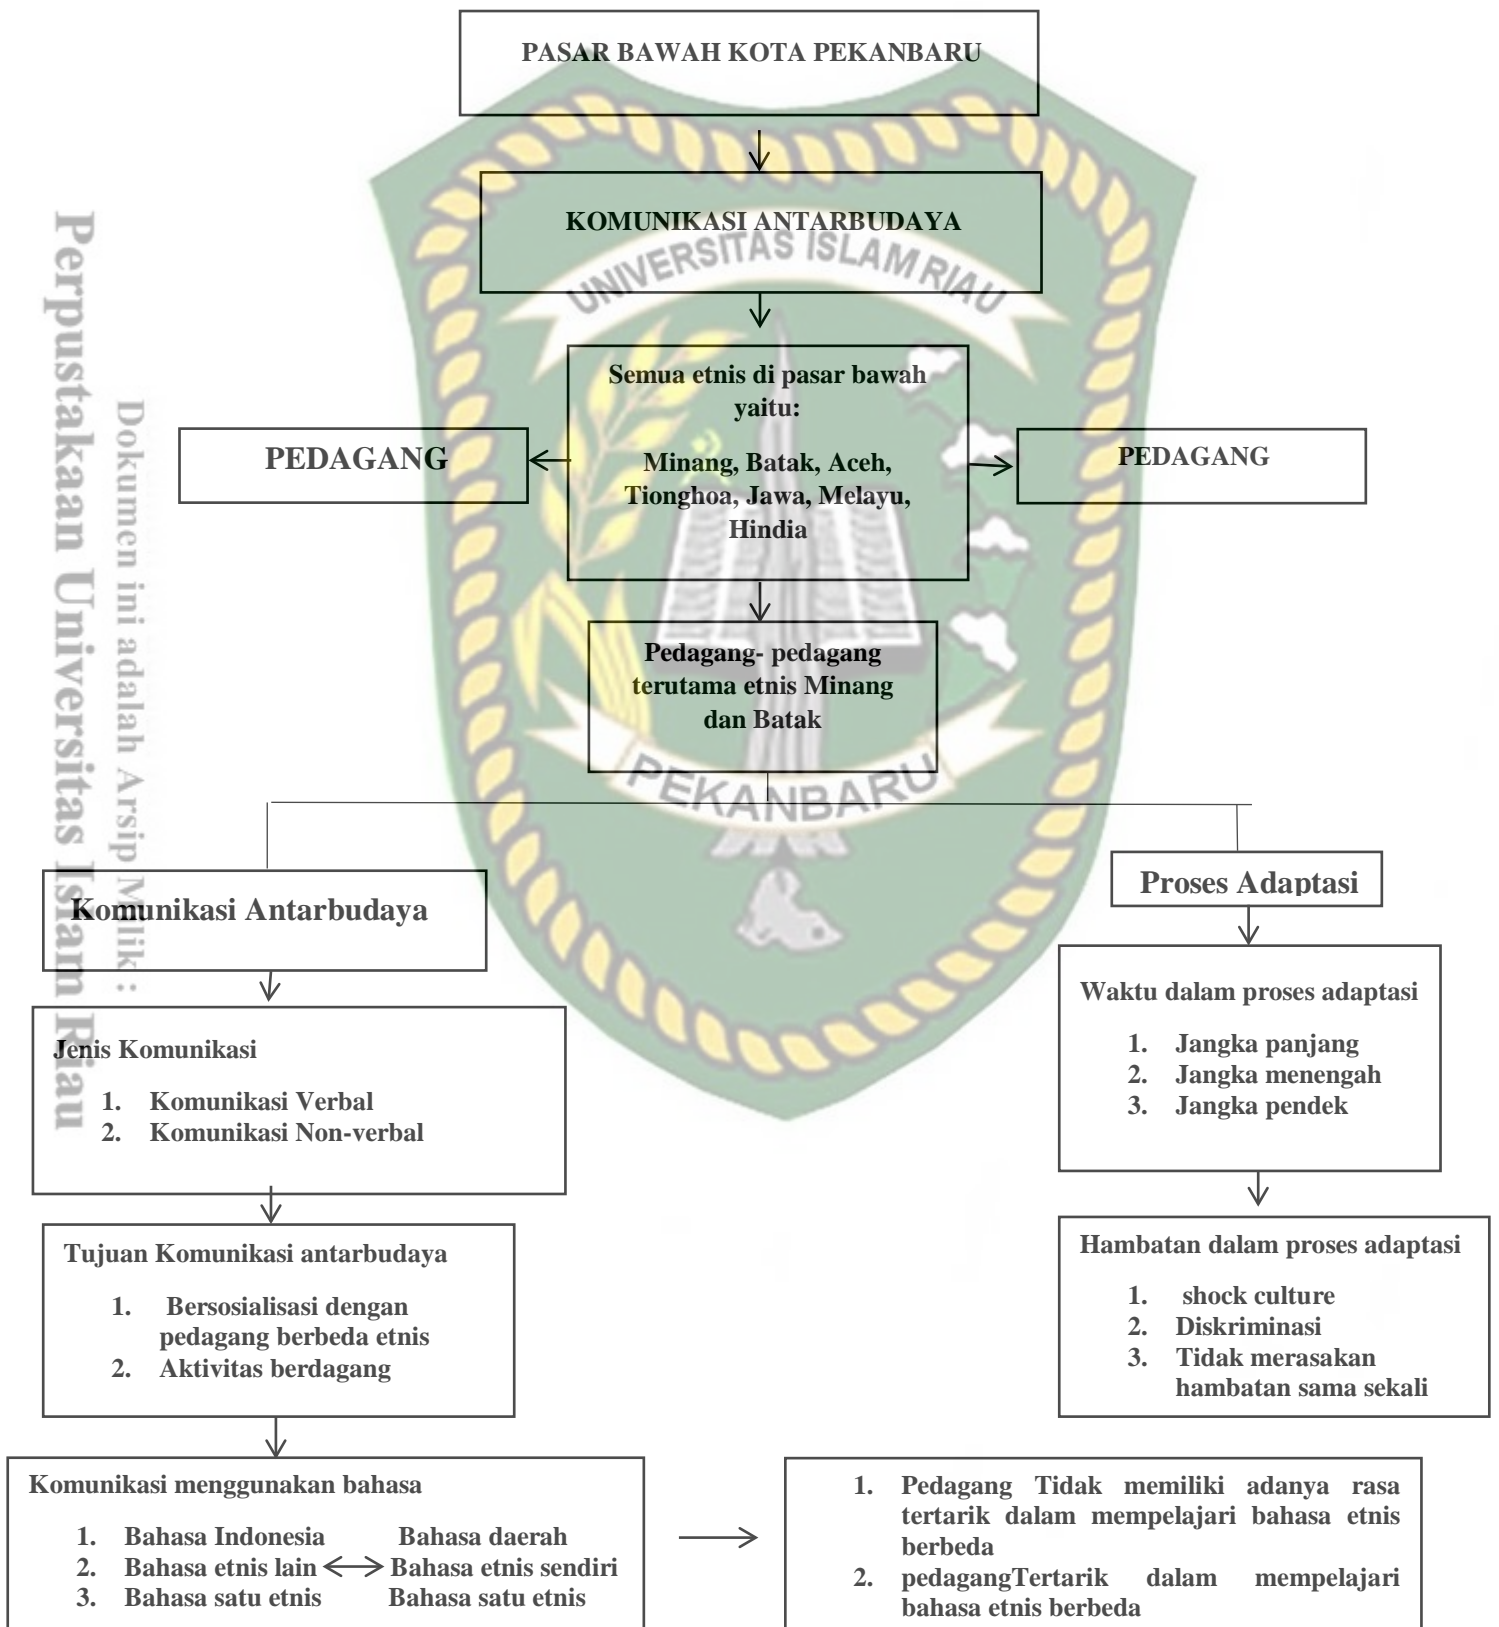 PASAR BAWAH KOTA PEKANBARU
KOMUNIKASI ANTARBUDAYA
UNIVERSITAS ISLAM RIAU
Semua etnis di pasar bawah
yaitu:
Minang, Batak, Aceh,
Tionghoa, Jawa, Melayu,
Hindia
PEDAGANG
PEDAGANG
Pedagang- pedagang
terutama etnis Minang
dan Batak
PEKANBARU
Perpustakaan Universitas Islam Riau
Dokumen ini adalah Arsip Milik :
Komunikasi Antarbudaya
Jenis Komunikasi
1. Komunikasi Verbal
2. Komunikasi Non-verbal
Tujuan Komunikasi antarbudaya
1. Bersosialisasi dengan
pedagang berbeda etnis
2. Aktivitas berdagang
Komunikasi menggunakan bahasa
1. Bahasa Indonesia Bahasa daerah
2. Bahasa etnis lain Bahasa etnis sendiri
3. Bahasa satu etnis Bahasa satu etnis
Proses Adaptasi
Waktu dalam proses adaptasi
1. Jangka panjang
2. Jangka menengah
3. Jangka pendek
Hambatan dalam proses adaptasi
1. shock culture
2. Diskriminasi
3. Tidak merasakan
hambatan sama sekali
1. Pedagang Tidak memiliki adanya rasa
tertarik dalam mempelajari bahasa etnis
berbeda
2. pedagangTertarik dalam mempelajari
bahasa etnis berbeda